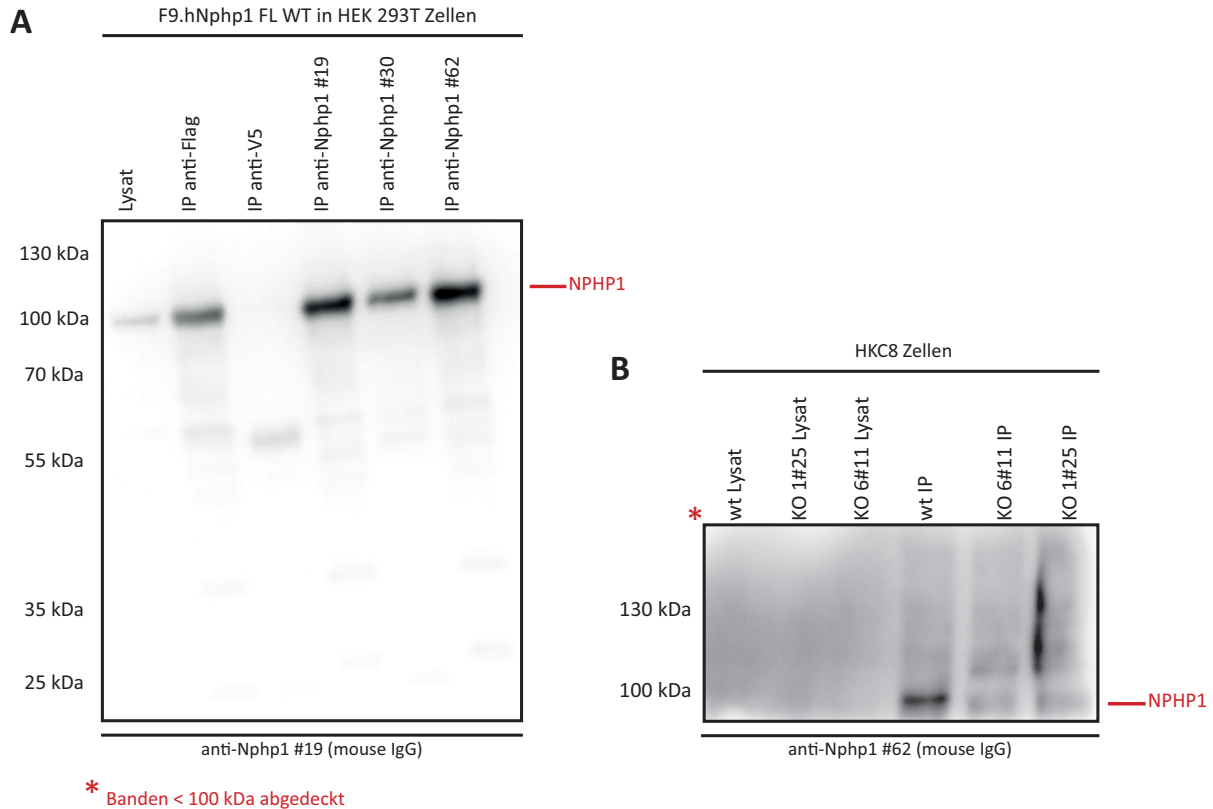 A
F9.hNphp1 FL WT in HEK 293T Zellen
Lysat
IP anti-Flag
IP anti-V5
IP anti-Nphp1 #19
IP anti-Nphp1 #30
IP anti-Nphp1 #62
130 kDa
100 kDa
70 kDa
55 kDa
35 kDa
25 kDa
NPHP1
anti-Nphp1 #19 (mouse IgG)
* Banden < 100 kDa abgedeckt
B
HKC8 Zellen
*
wt Lysat
KO 1#25 Lysat
KO 6#11 Lysat
wt IP
KO 6#11 IP
KO 1#25 IP
130 kDa
100 kDa
NPHP1
anti-Nphp1 #62 (mouse IgG)